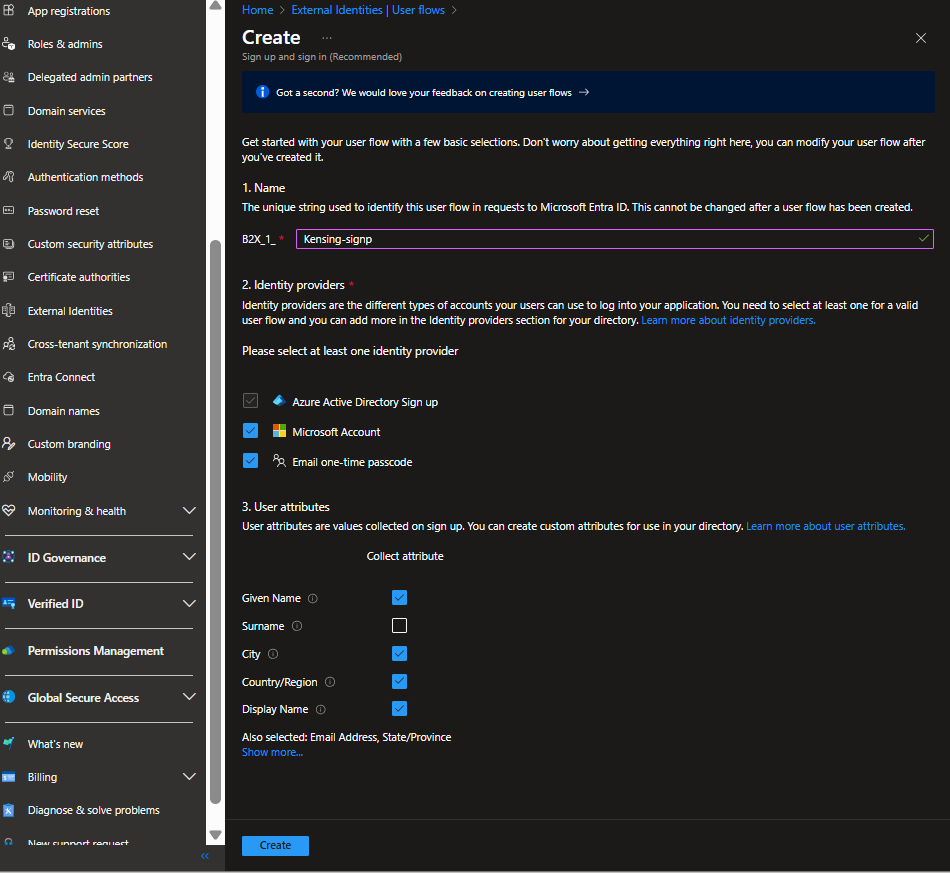 App registrations
Roles & admins
Delegated admin partners
Domain services
Identity Secure Score
Authentication methods
Password reset
Custom security attributes
Certificate authorities
External Identities
Cross-tenant synchronization
Entra Connect
Domain names
Custom branding
Mobility
Monitoring & health
ID Governance
Verified ID
Permissions Management
Global Secure Access
What's new
Billing
Diagnose & solve problems
New support request
Home > External Identities | User flows >
Create ...
Sign up and sign in (Recommended)
Got a second? We would love your feedback on creating user flows →
Get started with your user flow with a few basic selections. Don't worry about getting everything right here, you can modify your user flow after
you've created it.
1. Name
The unique string used to identify this user flow in requests to Microsoft Entra ID. This cannot be changed after a user flow has been created.
B2X_1_ * Kensing-signp
2. Identity providers *
Identity providers are the different types of accounts your users can use to log into your application. You need to select at least one for a valid
user flow and you can add more in the Identity providers section for your directory. Learn more about identity providers.
Please select at least one identity provider
Azure Active Directory Sign up
Microsoft Account
Email one-time passcode
3. User attributes
User attributes are values collected on sign up. You can create custom attributes for use in your directory. Learn more about user attributes.
Collect attribute
Given Name
Surname
City
Country/Region
Display Name
Also selected: Email Address, State/Province
Show more...
Create